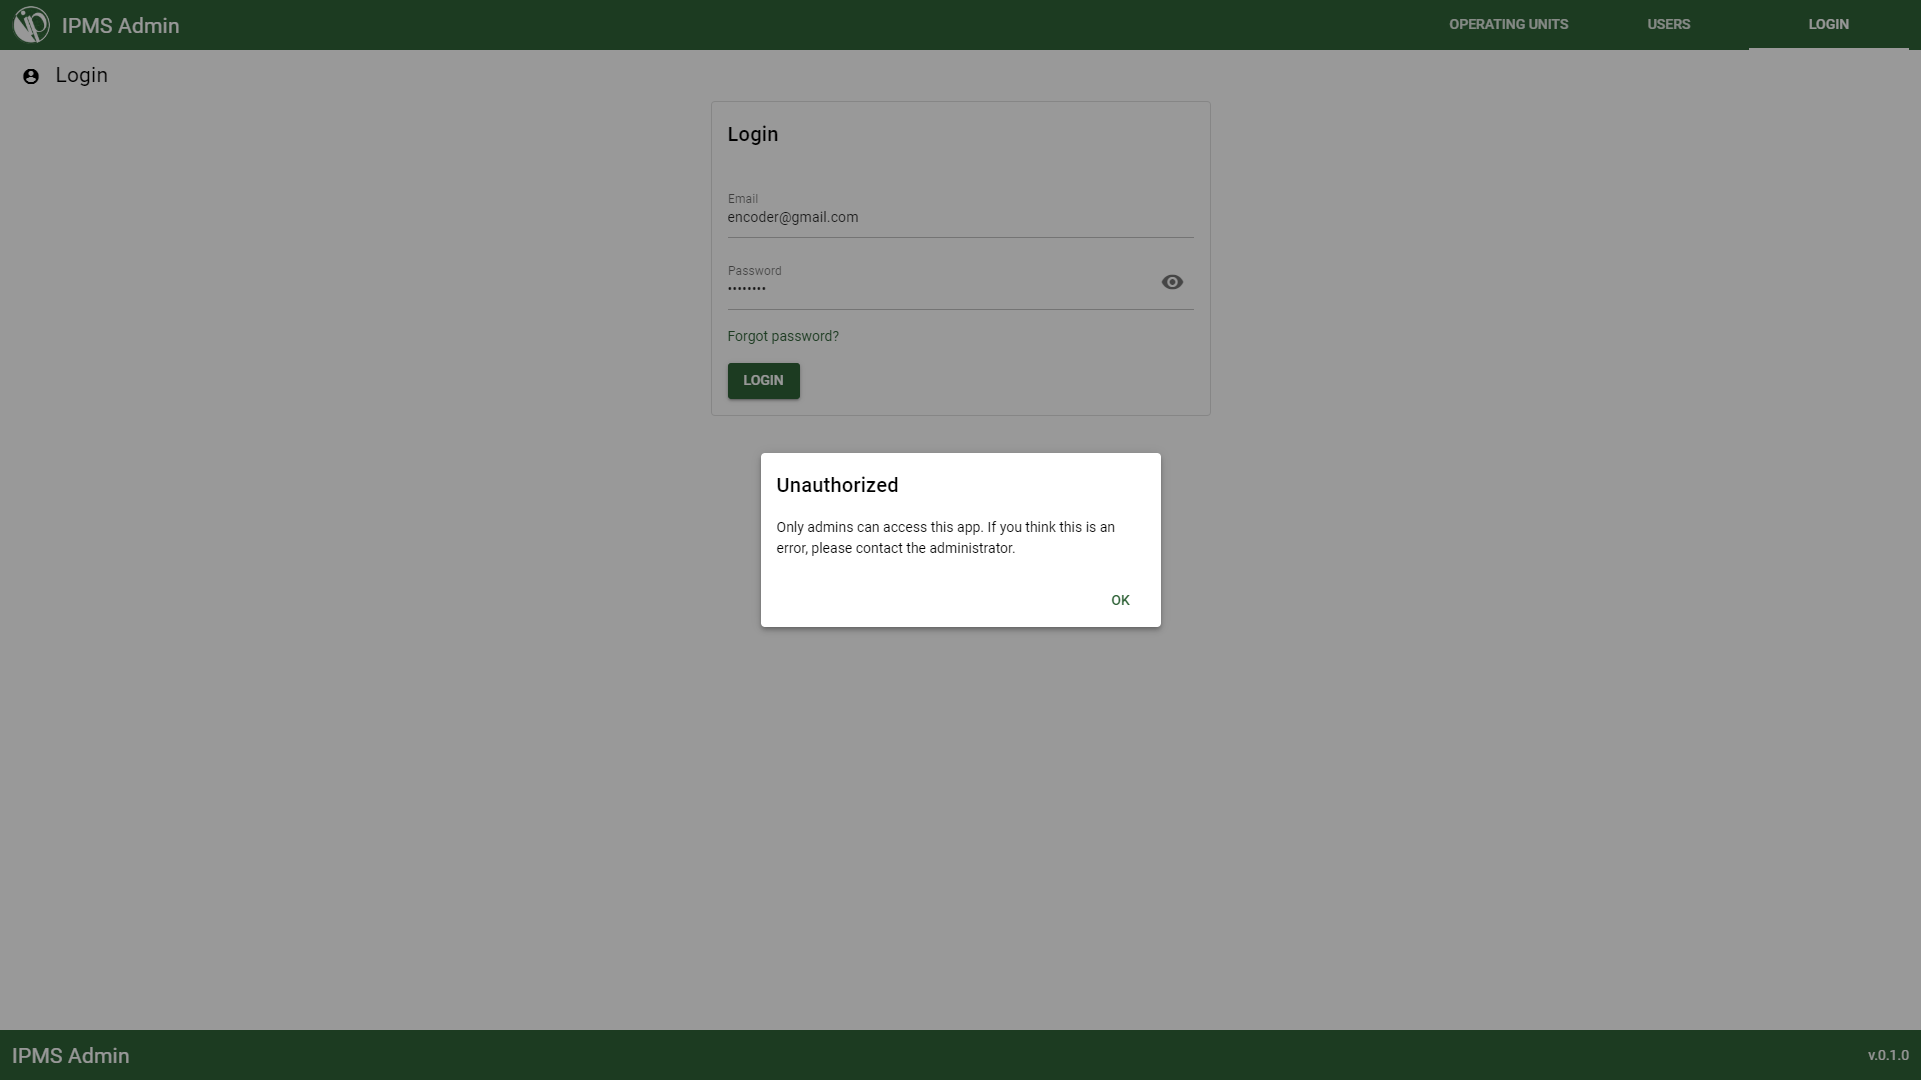 IPMS Admin
OPERATING UNITS
USERS
LOGIN
Login
Login
Email
encoder@gmail.com
Password
••••••••
Forgot password?
LOGIN
Unauthorized
Only admins can access this app. If you think this is an
error, please contact the administrator.
OK
IPMS Admin
v.0.1.0